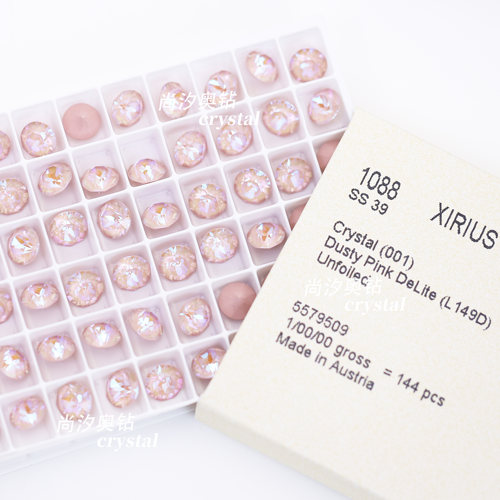 尚汐奥钻
crystal
1088 XIRIUS
SS 39
Crystal (001)
Dusty Pink DeLite (L149D)
Unfoiled
尚汐奥钻
crystal
5579509
1/00/00 gross = 144 pcs
Made in Austria
尚汐奥钻
crystal